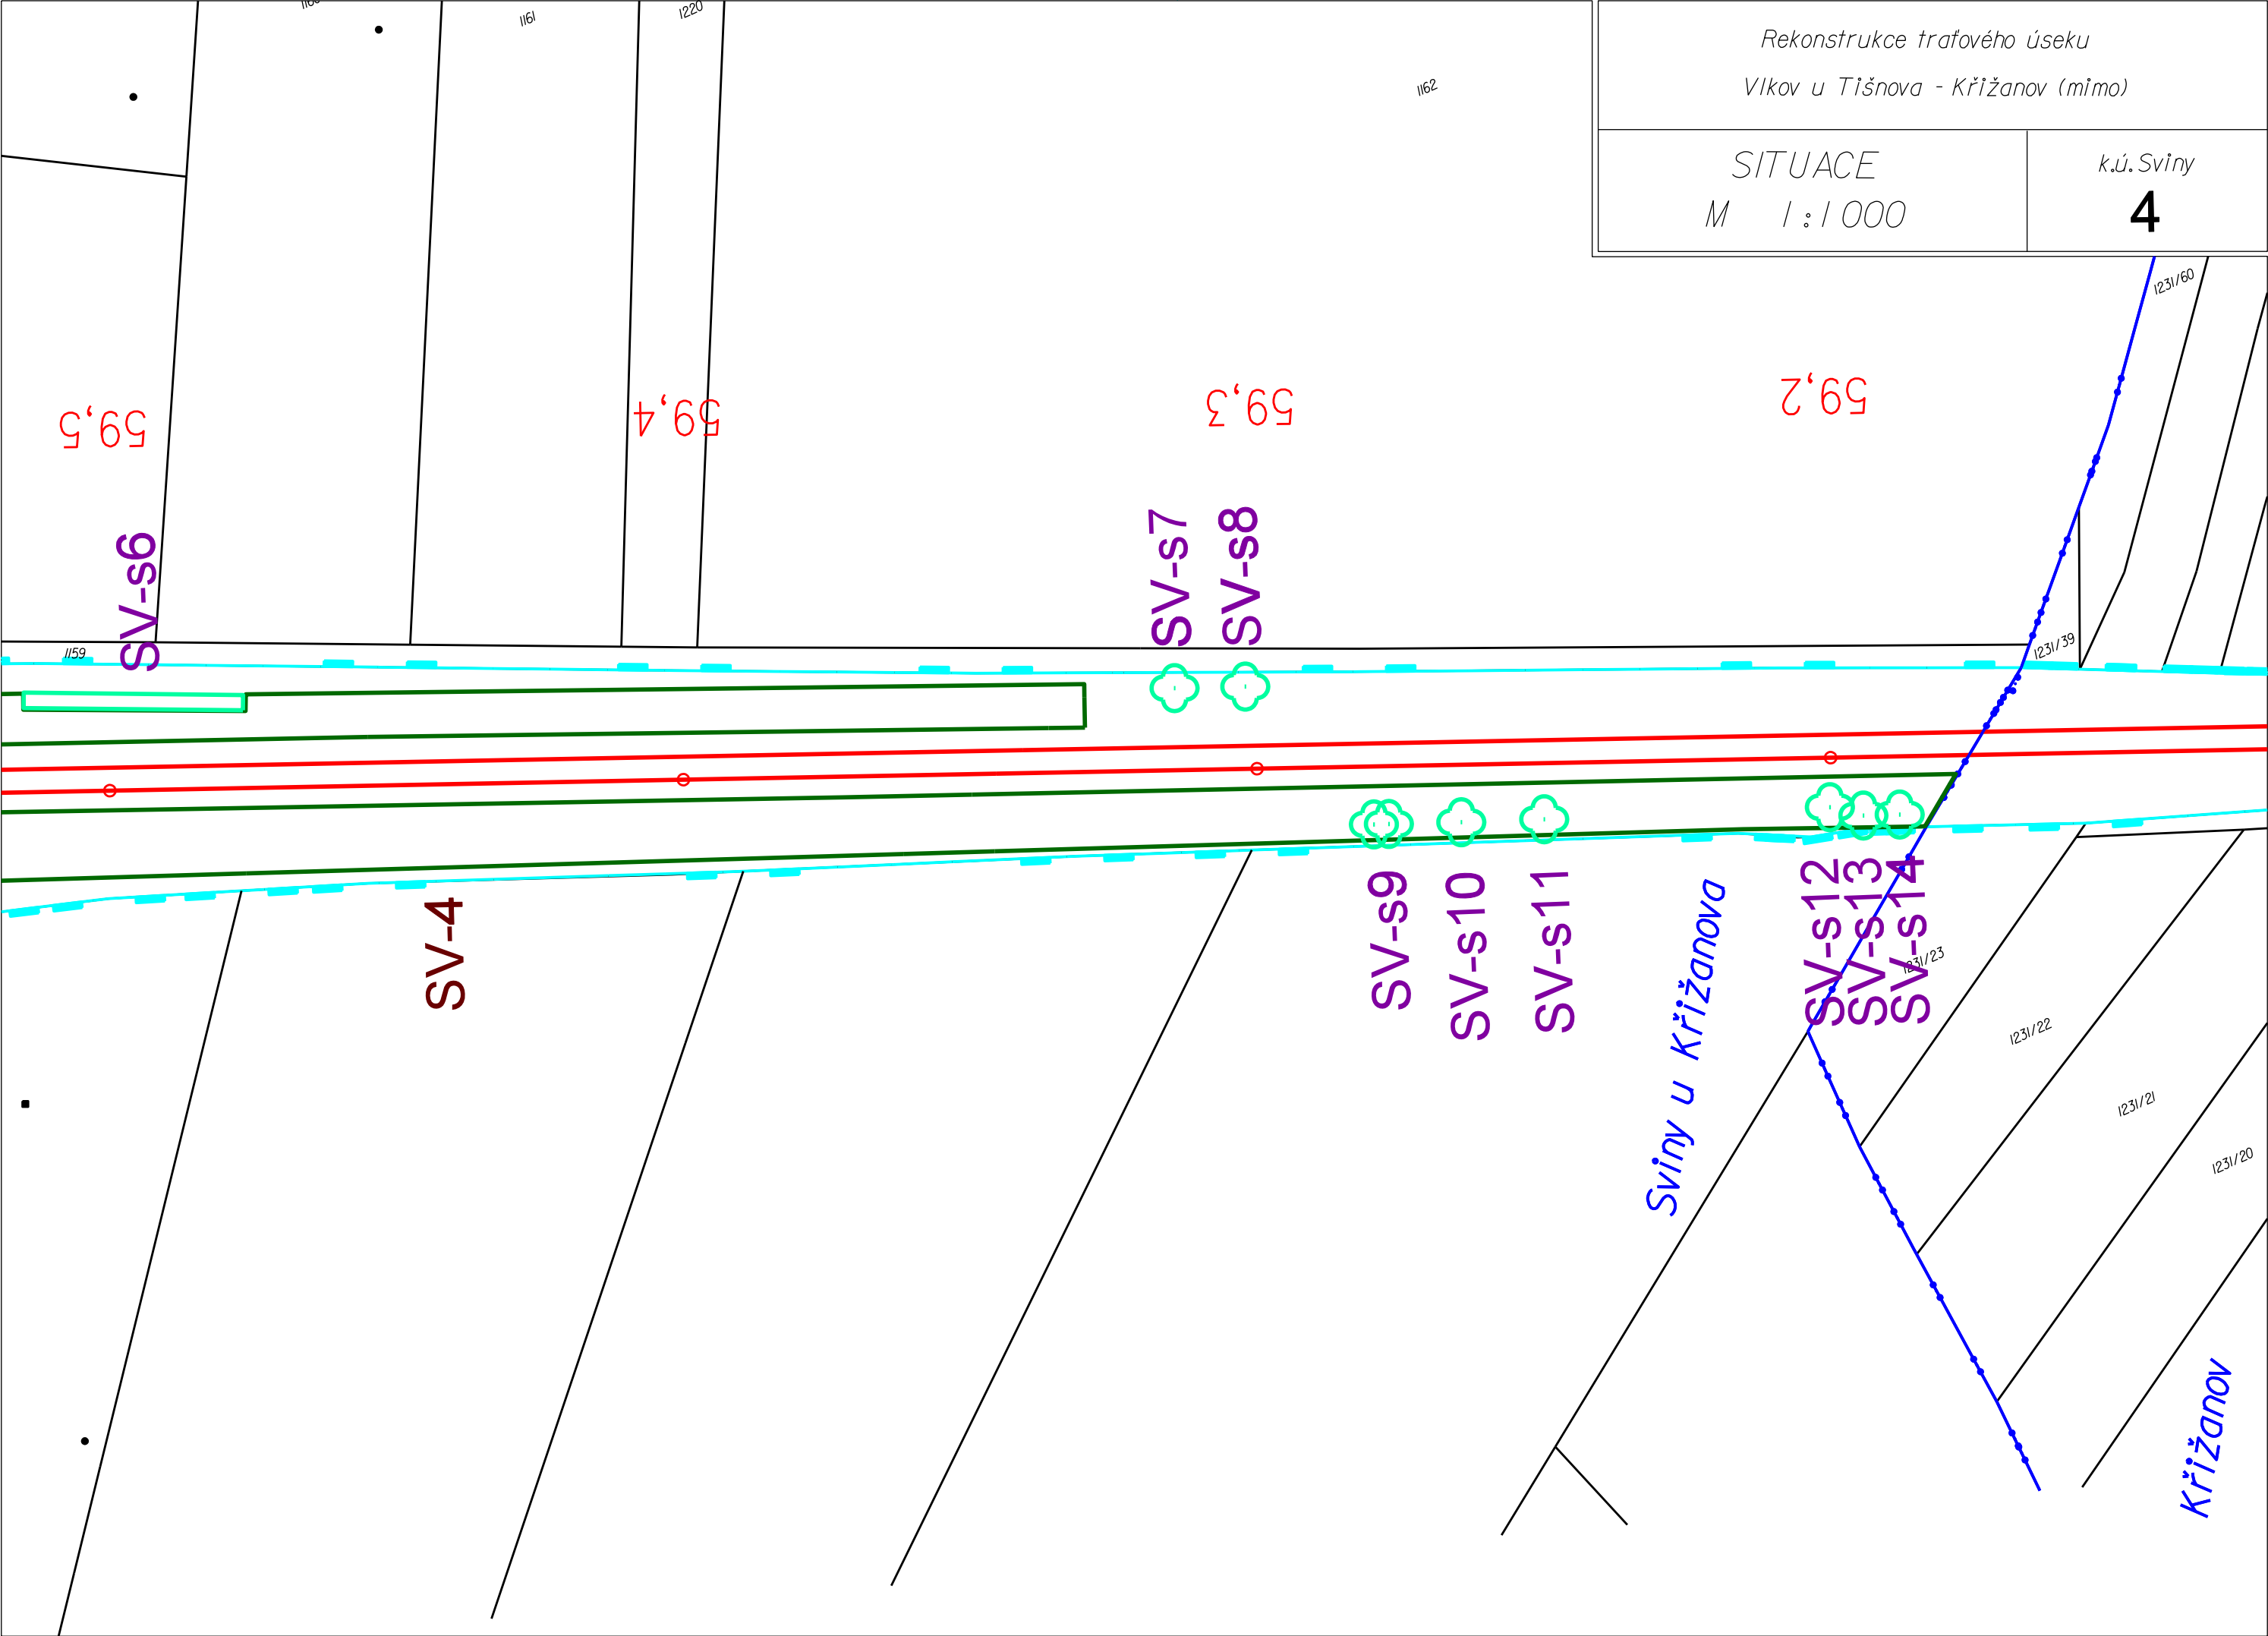 1161
1220
1162
Rekonstrukce traťového úseku
Vlkov u Tišnova - Křižanov (mimo)
SITUACE
M 1:1000
k.ú.Sviny
4
1231/60
59,5
59,4
59,3
59,2
SV-s6
SV-s7
SV-s8
1159
1231/39
SV-4
SV-s9
SV-s10
SV-s11
SV-s12
SV-s13
SV-s14
Sviny u Křižanova
1231/23
1231/22
1231/21
1231/20
Křižanov